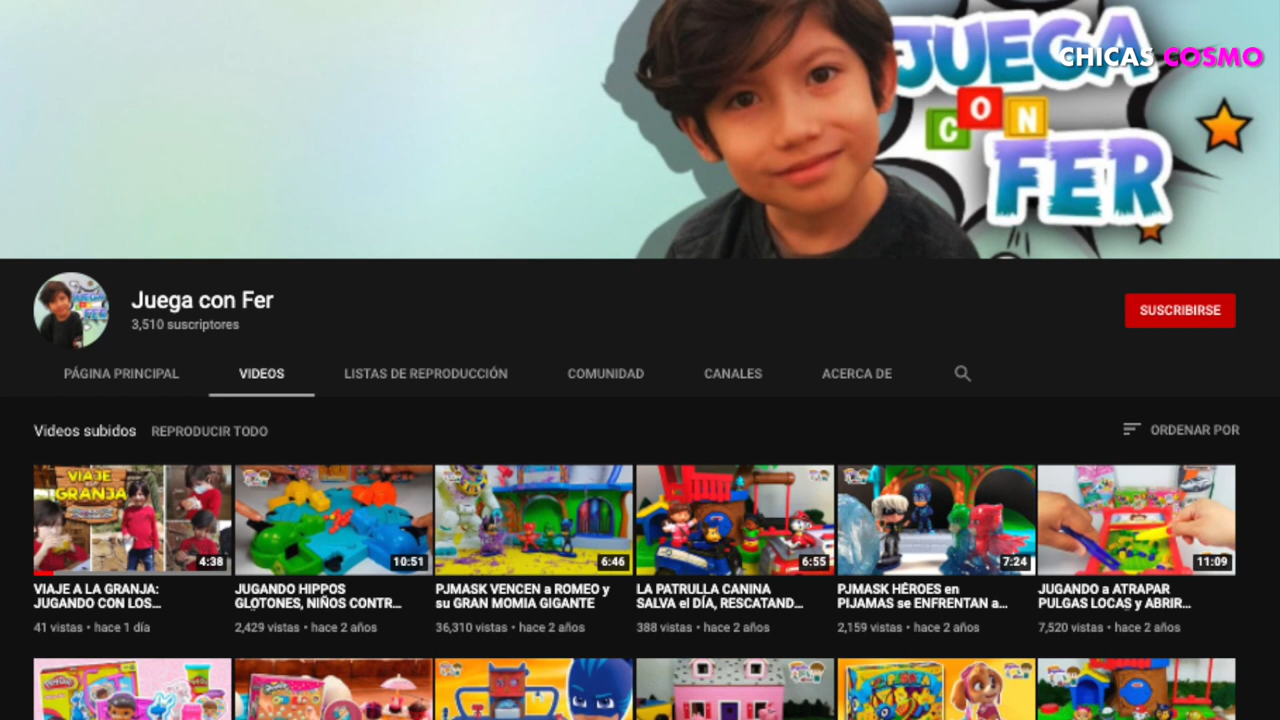 JUEGA
CHICAS COSMO
CON
FER
Juega con Fer
3,510 suscriptores
SUSCRIBIRSE
PÁGINA PRINCIPAL VIDEOS LISTAS DE REPRODUCCIÓN COMUNIDAD CANALES ACERCA DE
Videos subidos REPRODUCIR TODO ORDENAR POR
VIAJE
GRANJA
4:38 10:51 6:46 6:55 7:24 11:09
VIAJE A LA GRANJA:
JUGANDO CON LOS...
41 vistas • hace 1 día
JUGANDO HIPPOS
GLOTONES, NIÑOS CONTR...
2,429 vistas • hace 2 años
PJMASK VENCEN a ROMEO y
su GRAN MOMIA GIGANTE
36,310 vistas • hace 2 años
LA PATRULLA CANINA
SALVA el DÍA, RESCATAND...
388 vistas • hace 2 años
PJMASK HÉROES en
PIJAMAS se ENFRENTAN a...
2,159 vistas • hace 2 años
JUGANDO a ATRAPAR
PULGAS LOCAS y ABRIR...
7,520 vistas • hace 2 años